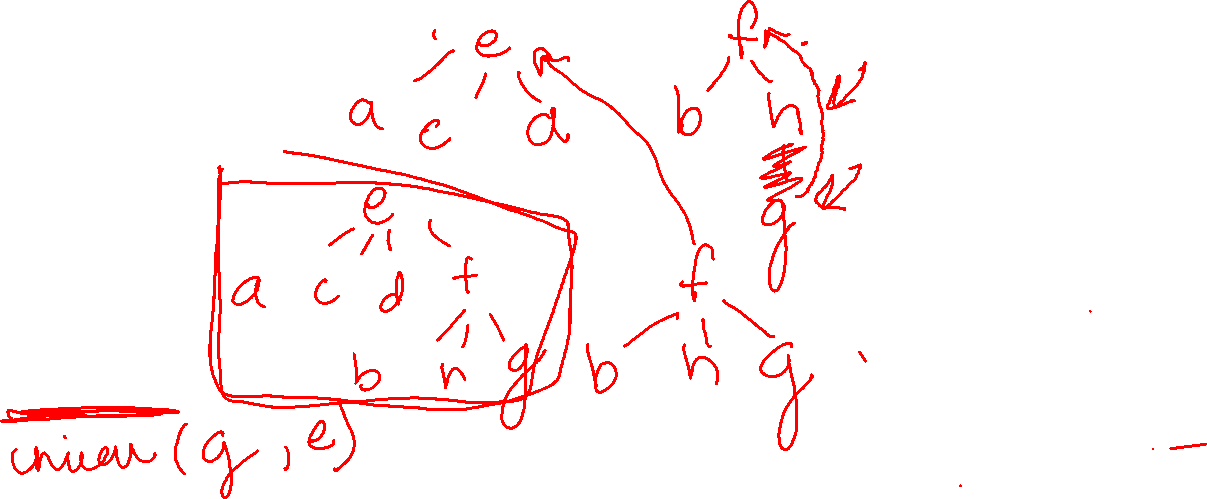 e f
a c d b h
g
e
a c d f f
b h g b h g
union (g, e)